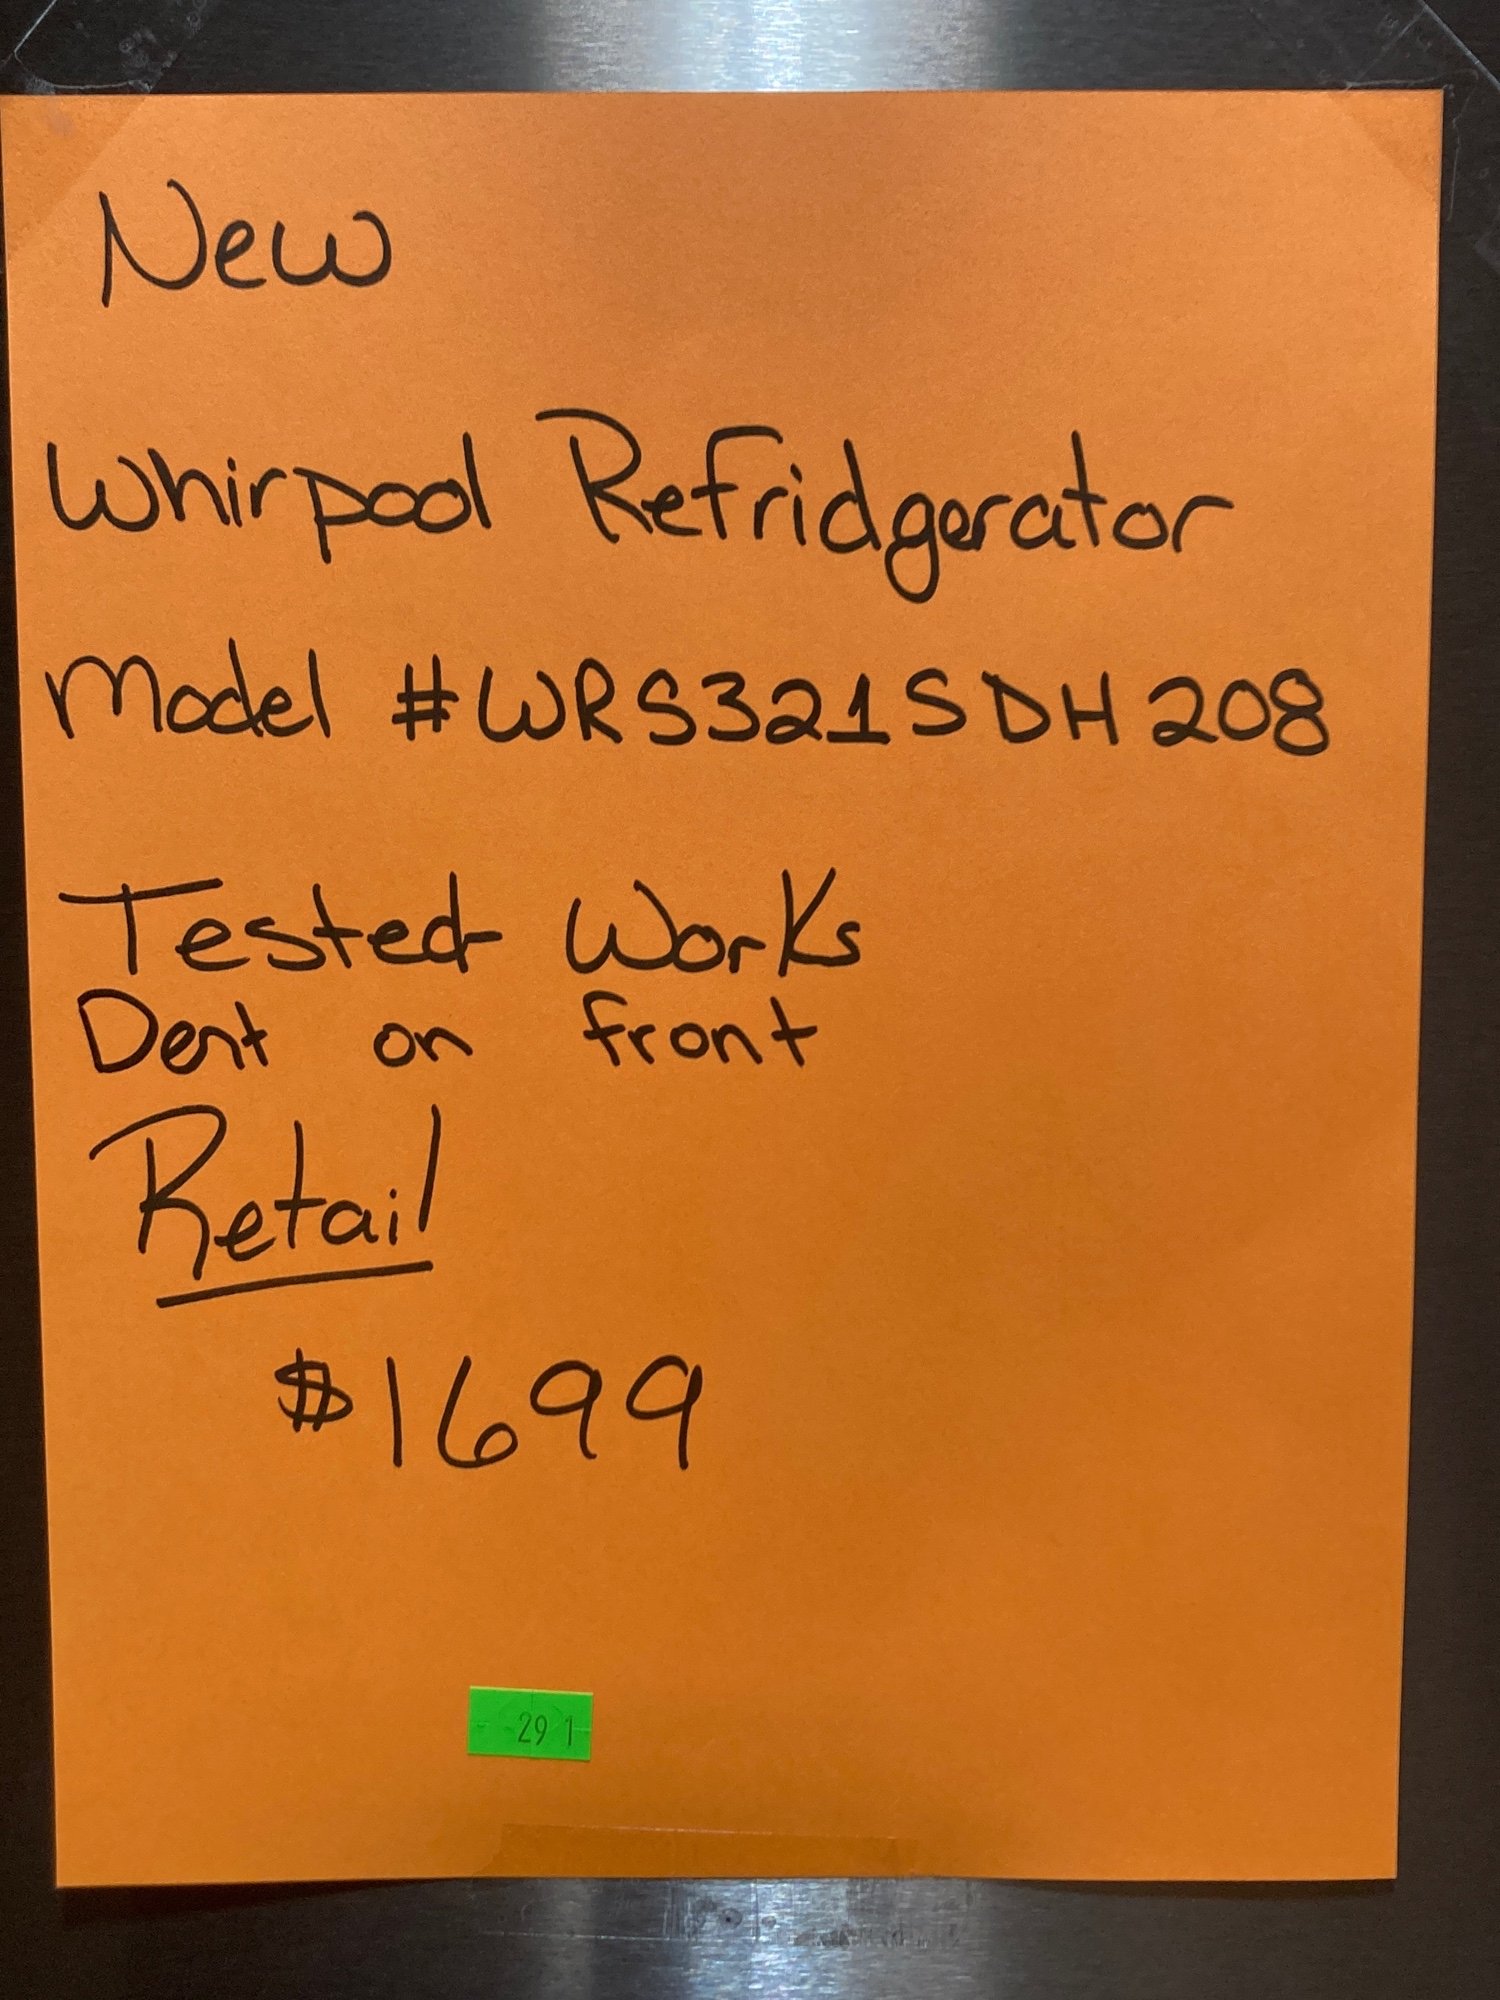 New
Whirpool Refridgerator
Model #WRS321SDH208
Tested Works
Dent on front
Retail
$1699
29 1